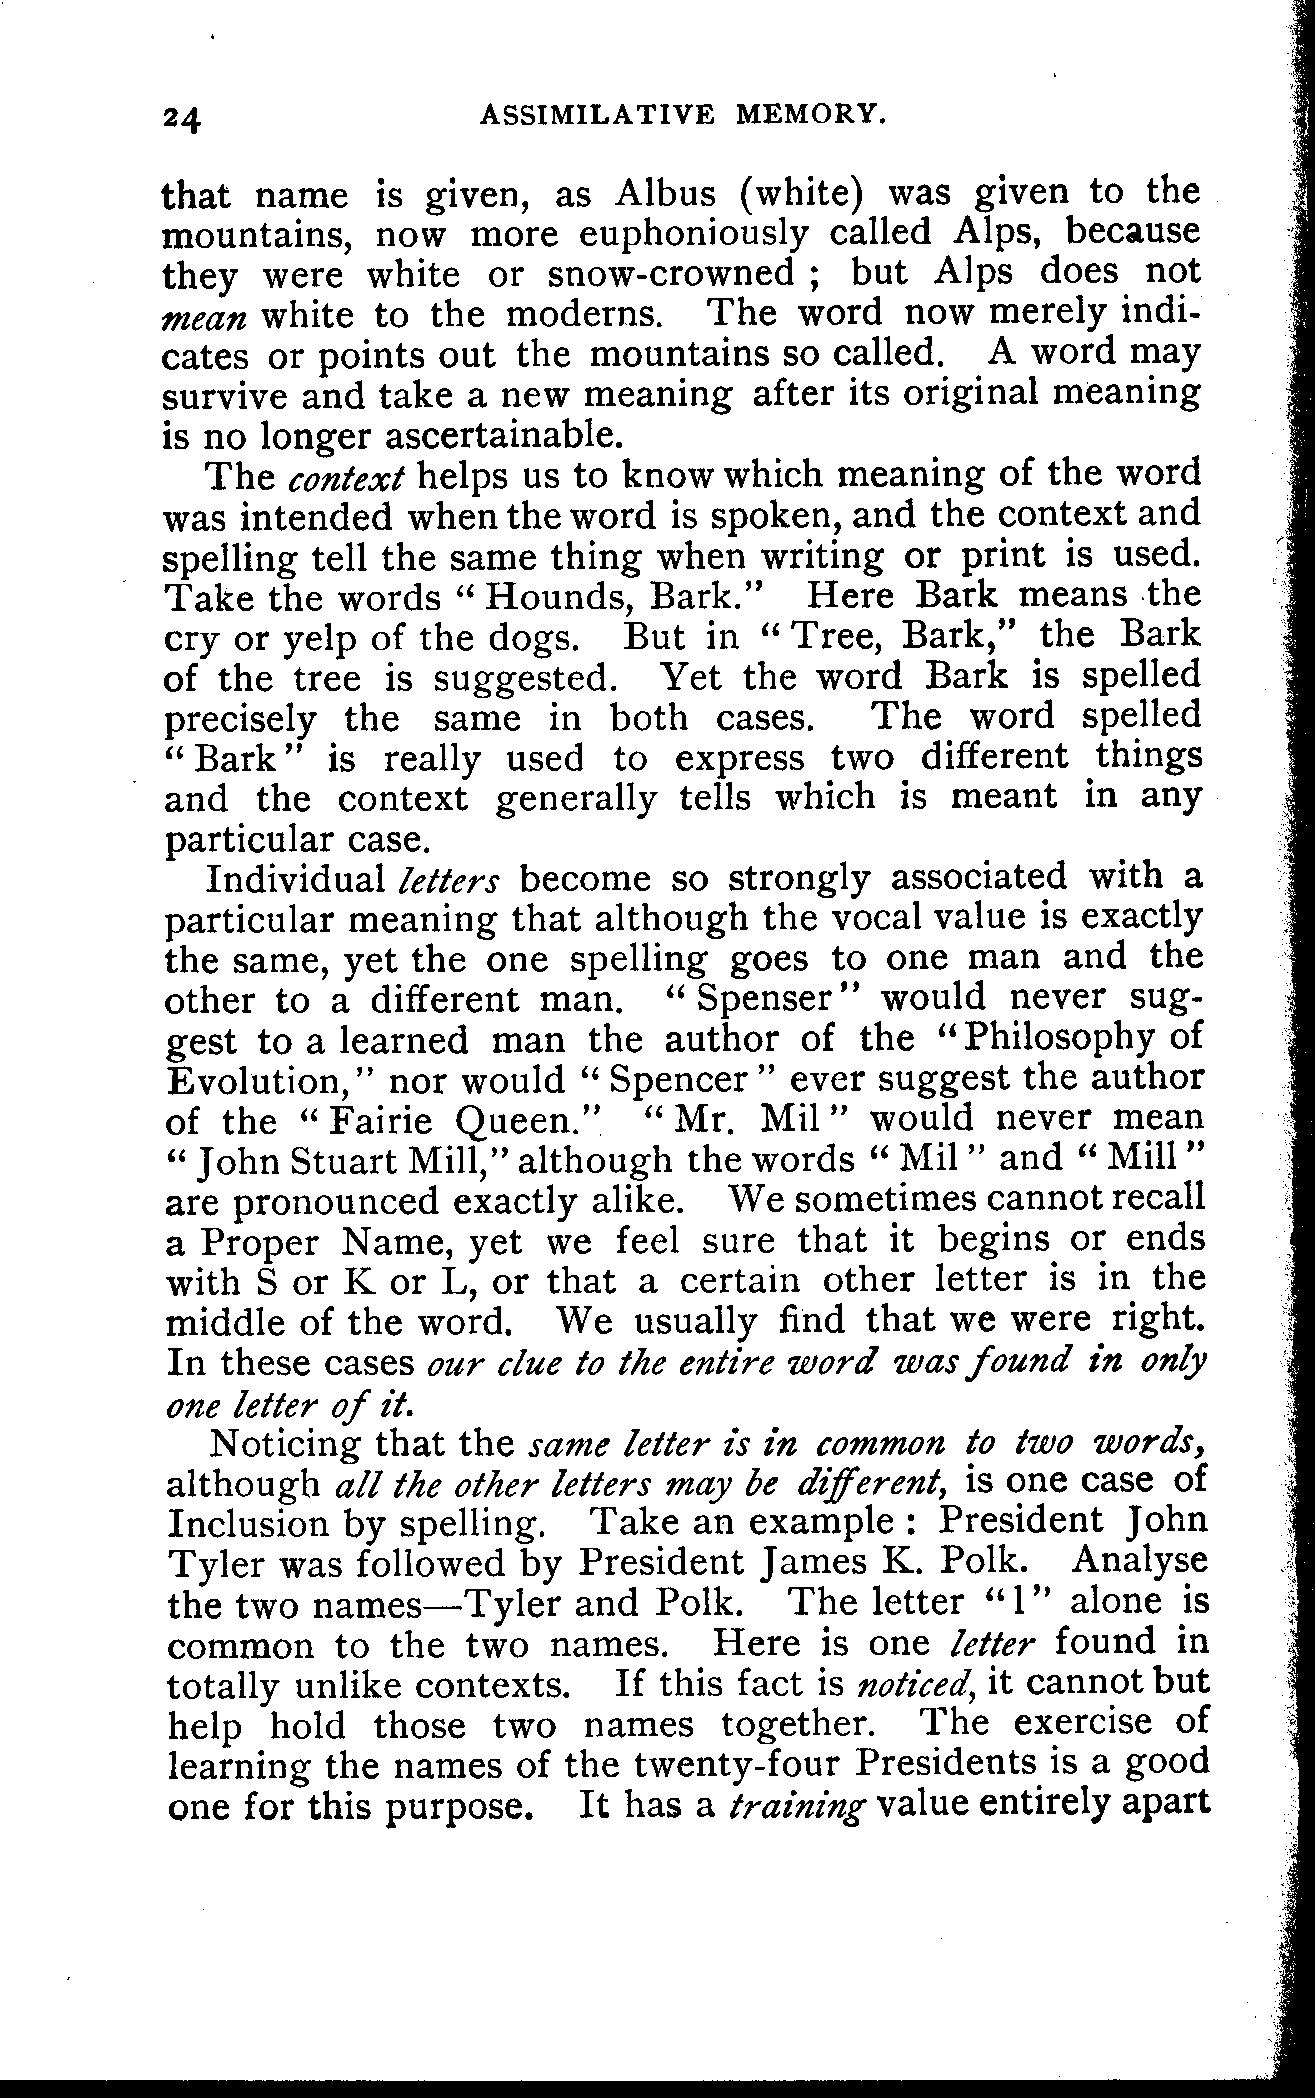 24 ASSIMILATIVE MEMORY.
that name is given, as Albus (white) was given to the
mountains, now more euphoniously called Alps, because
they were white or snow-crowned ; but Alps does not
mean white to the moderns. The word now merely indi-
cates or points out the mountains so called. A word may
survive and take a new meaning after its original meaning
is no longer ascertainable.
The context helps us to know which meaning of the word
was intended when the word is spoken, and the context and
spelling tell the same thing when writing or print is used.
Take the words “ Hounds, Bark.” Here Bark means the
cry or yelp of the dogs. But in “ Tree, Bark,” the Bark
of the tree is suggested. Yet the word Bark is spelled
precisely the same in both cases. The word spelled
“ Bark ” is really used to express two different things
and the context generally tells which is meant in any
particular case.
Individual letters become so strongly associated with a
particular meaning that although the vocal value is exactly
the same, yet the one spelling goes to one man and the
other to a different man. “ Spenser ” would never sug-
gest to a learned man the author of the “ Philosophy of
Evolution,” nor would “ Spencer ” ever suggest the author
of the “ Fairie Queen.” “ Mr. Mil ” would never mean
“ John Stuart Mill,” although the words “ Mil ” and “ Mill ”
are pronounced exactly alike. We sometimes cannot recall
a Proper Name, yet we feel sure that it begins or ends
with S or K or L, or that a certain other letter is in the
middle of the word. We usually find that we were right.
In these cases our clue to the entire word was found in only
one letter of it.
Noticing that the same letter is in common to two words,
although all the other letters may be different, is one case of
Inclusion by spelling. Take an example : President John
Tyler was followed by President James K. Polk. Analyse
the two names—Tyler and Polk. The letter “ l ” alone is
common to the two names. Here is one letter found in
totally unlike contexts. If this fact is noticed, it cannot but
help hold those two names together. The exercise of
learning the names of the twenty-four Presidents is a good
one for this purpose. It has a training value entirely apart